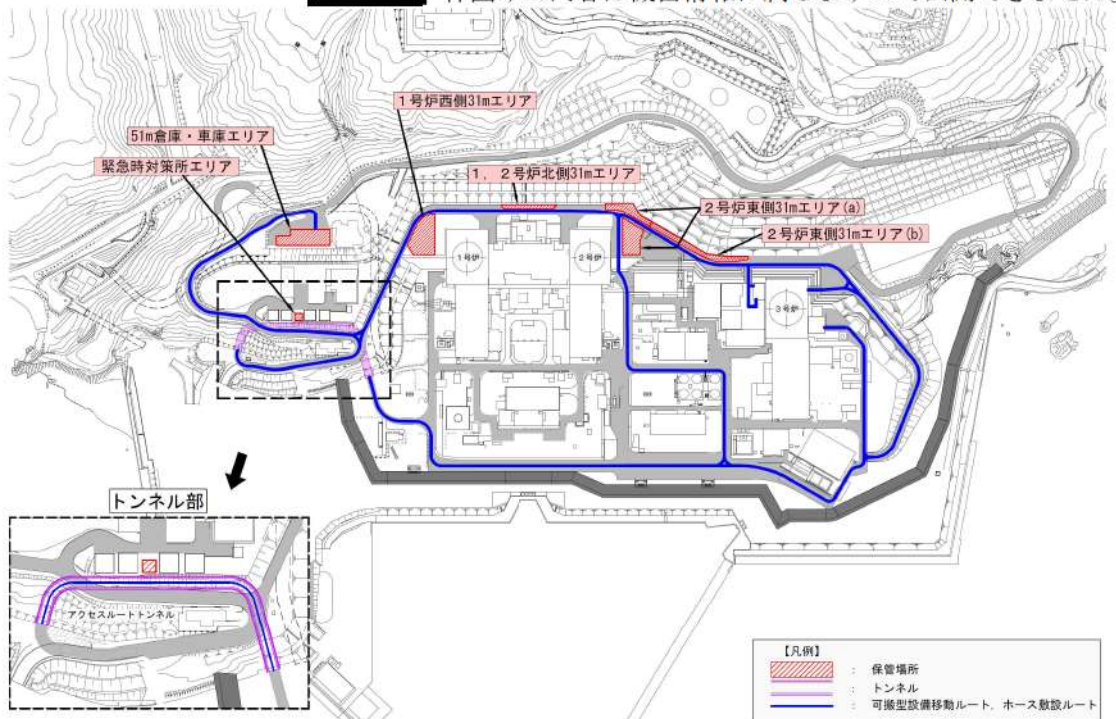 1号炉西側31mエリア
51m倉庫・車庫エリア
緊急時対策所エリア
1,2号炉北側31mエリア
2号炉東側31mエリア(a)
2号炉東側31mエリア(b)
1号炉
2号炉
3号炉
トンネル部
アクセスルートトンネル
【凡例】
： 保管場所
： トンネル
： 可搬型設備移動ルート，ホース敷設ルート